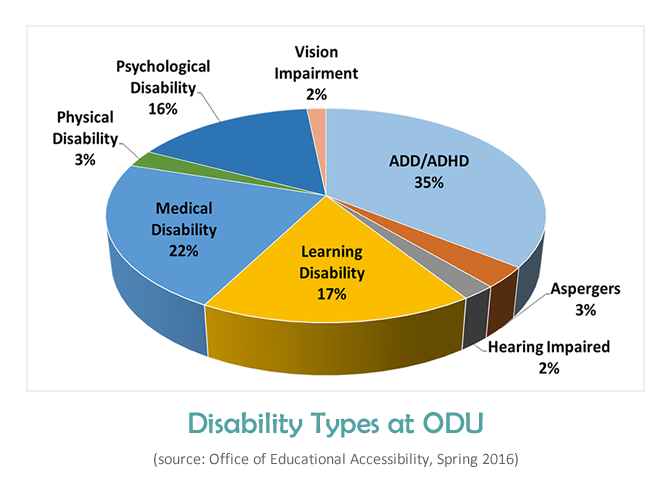 Vision
Impairment
2%
Psychological
Disability
16%
Physical
Disability
3%
ADD/ADHD
35%
Medical
Disability
22%
Learning
Disability
17%
Aspergers
3%
Hearing Impaired
2%
Disability Types at ODU
(source: Office of Educational Accessibility, Spring 2016)